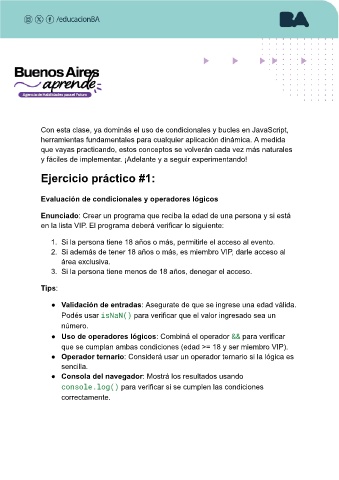 /educacionBA
BA
Buenos Aires
aprende
Agencia de Habilidades para el Futuro
Con esta clase, ya dominás el uso de condicionales y bucles en JavaScript,
herramientas fundamentales para cualquier aplicación dinámica. A medida
que vayas practicando, estos conceptos se volverán cada vez más naturales
y fáciles de implementar. ¡Adelante y a seguir experimentando!
Ejercicio práctico #1:
Evaluación de condicionales y operadores lógicos
Enunciado: Crear un programa que reciba la edad de una persona y si está
en la lista VIP. El programa deberá verificar lo siguiente:
1. Si la persona tiene 18 años o más, permitirle el acceso al evento.
2. Si además de tener 18 años o más, es miembro VIP, darle acceso al
área exclusiva.
3. Si la persona tiene menos de 18 años, denegar el acceso.
Tips:
● Validación de entradas: Asegurate de que se ingrese una edad válida.
Podés usar isNaN() para verificar que el valor ingresado sea un
número.
● Uso de operadores lógicos: Combiná el operador && para verificar
que se cumplan ambas condiciones (edad >= 18 y ser miembro VIP).
● Operador ternario: Considerá usar un operador ternario si la lógica es
sencilla.
● Consola del navegador: Mostrá los resultados usando
console.log() para verificar si se cumplen las condiciones
correctamente.